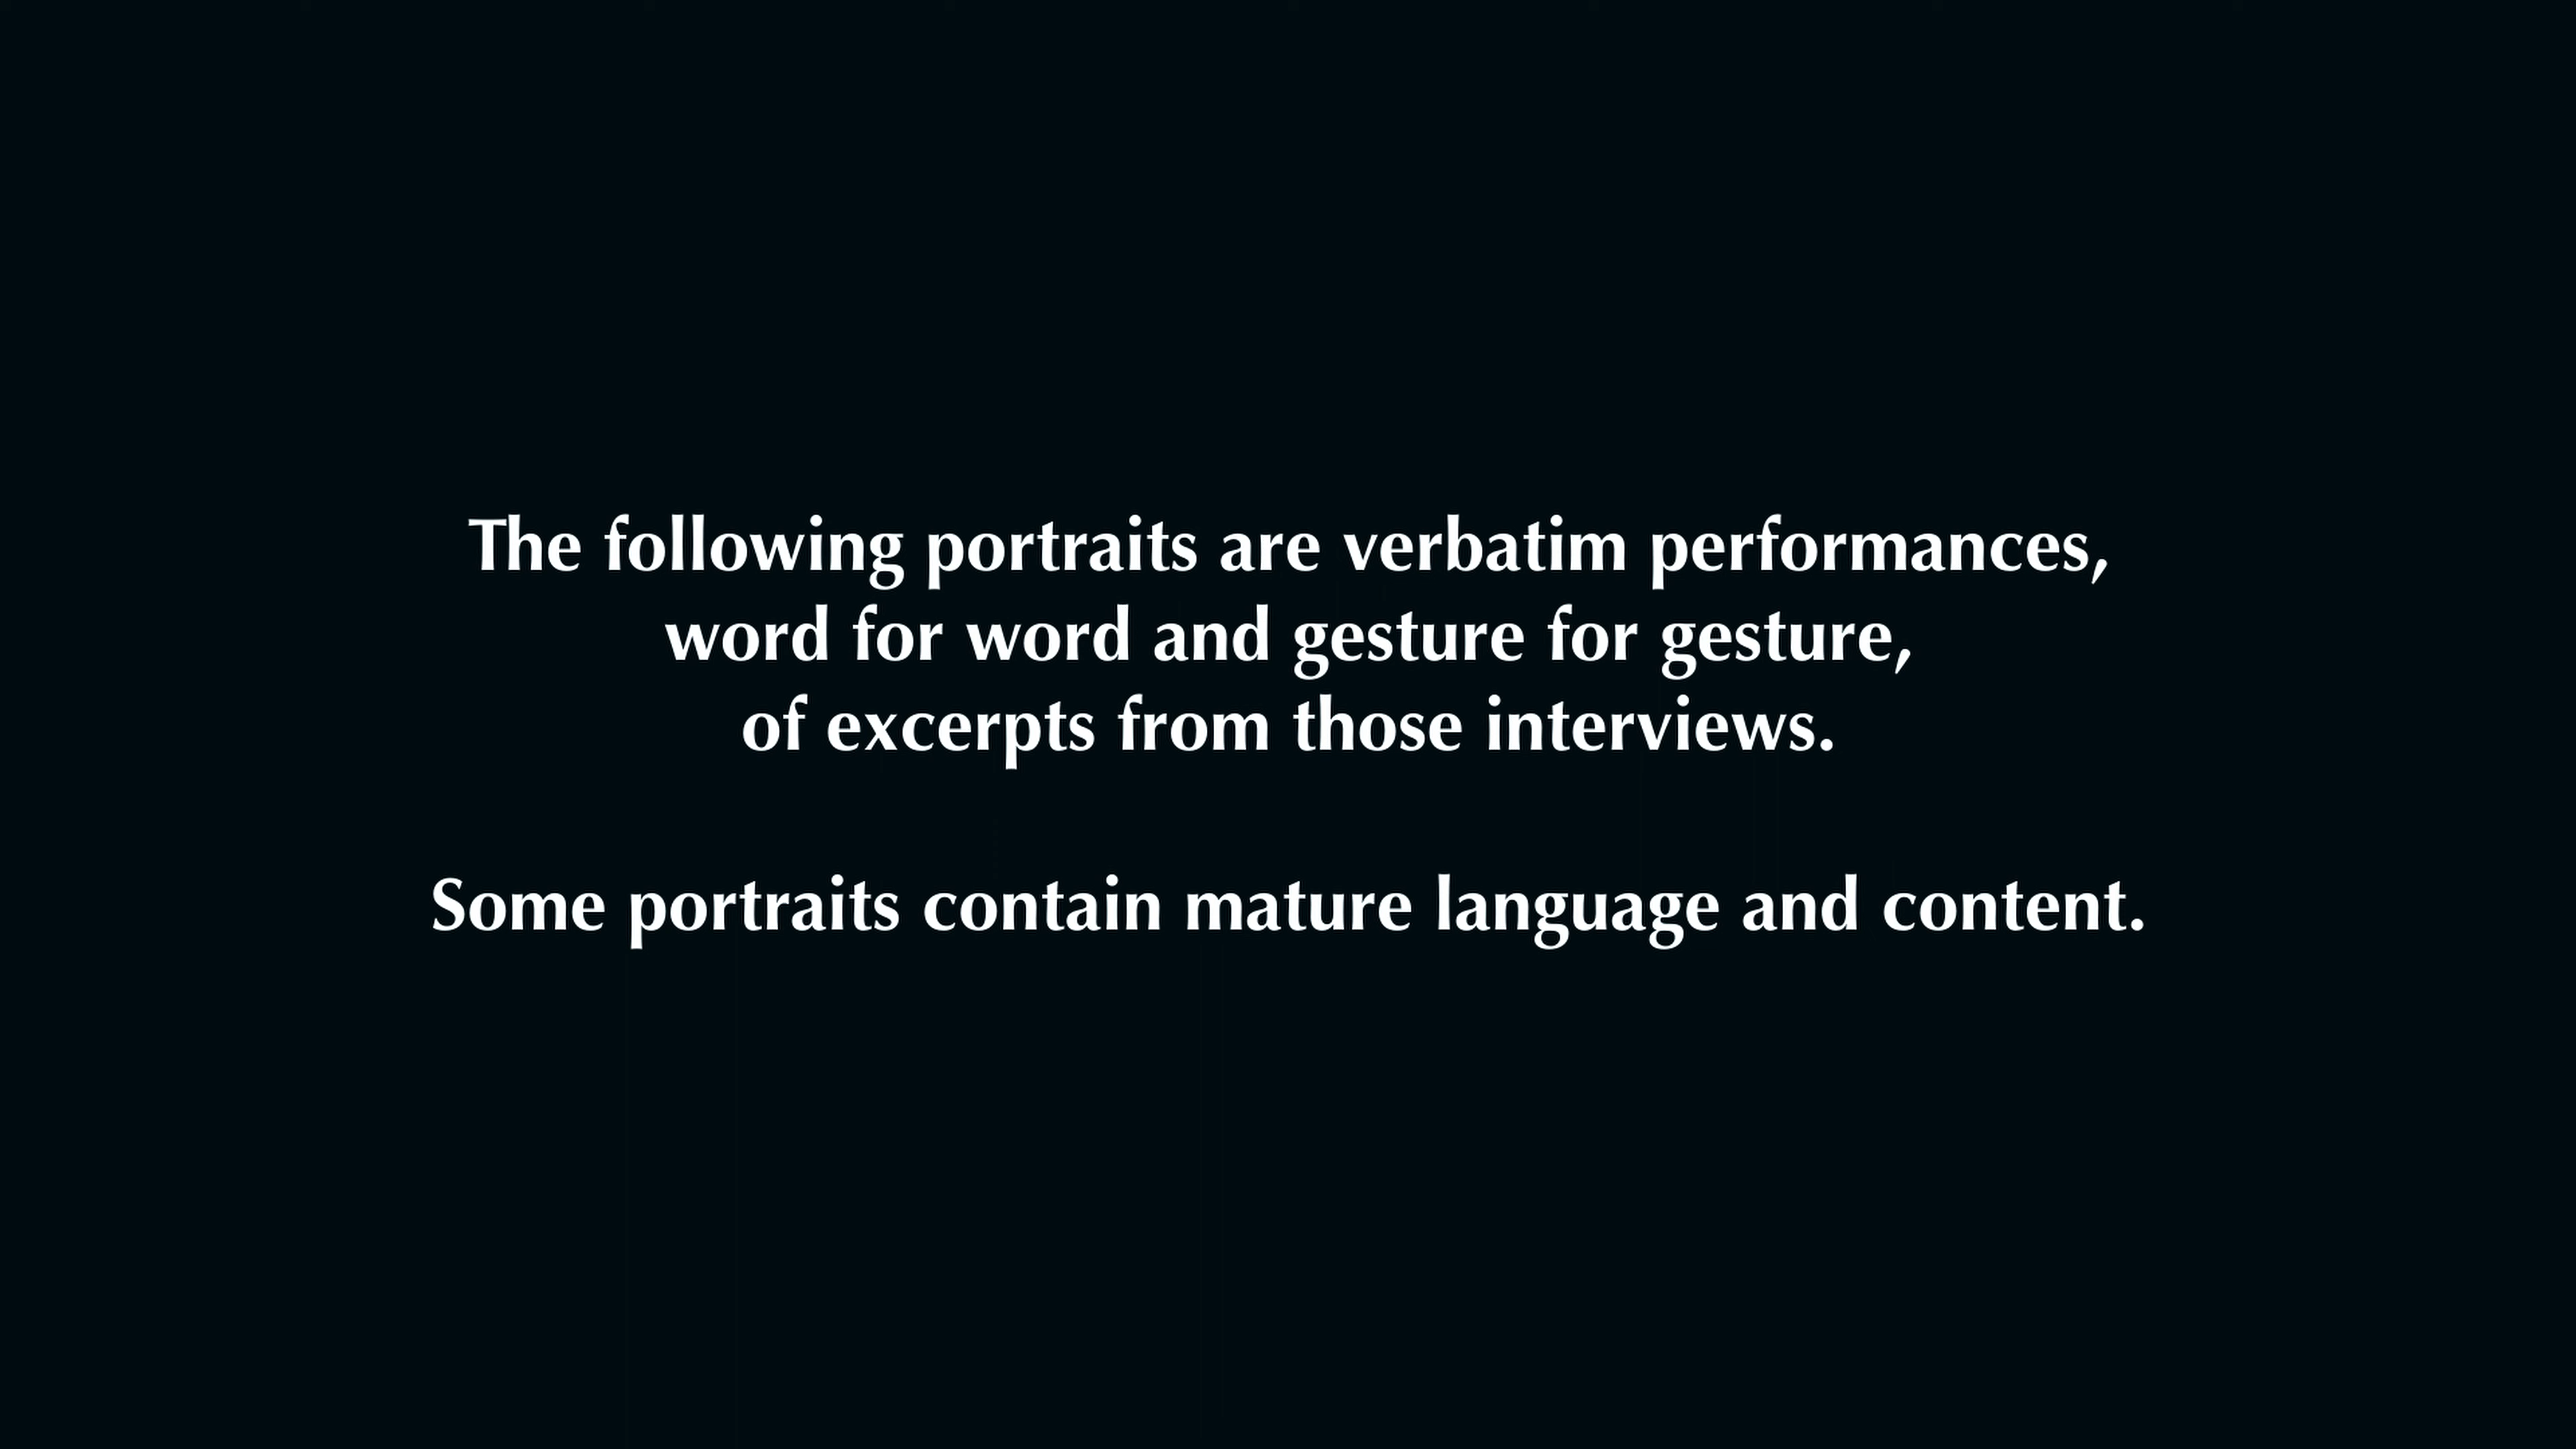 The following portraits are verbatim performances,
word for word and gesture for gesture,
of excerpts from those interviews.
Some portraits contain mature language and content.